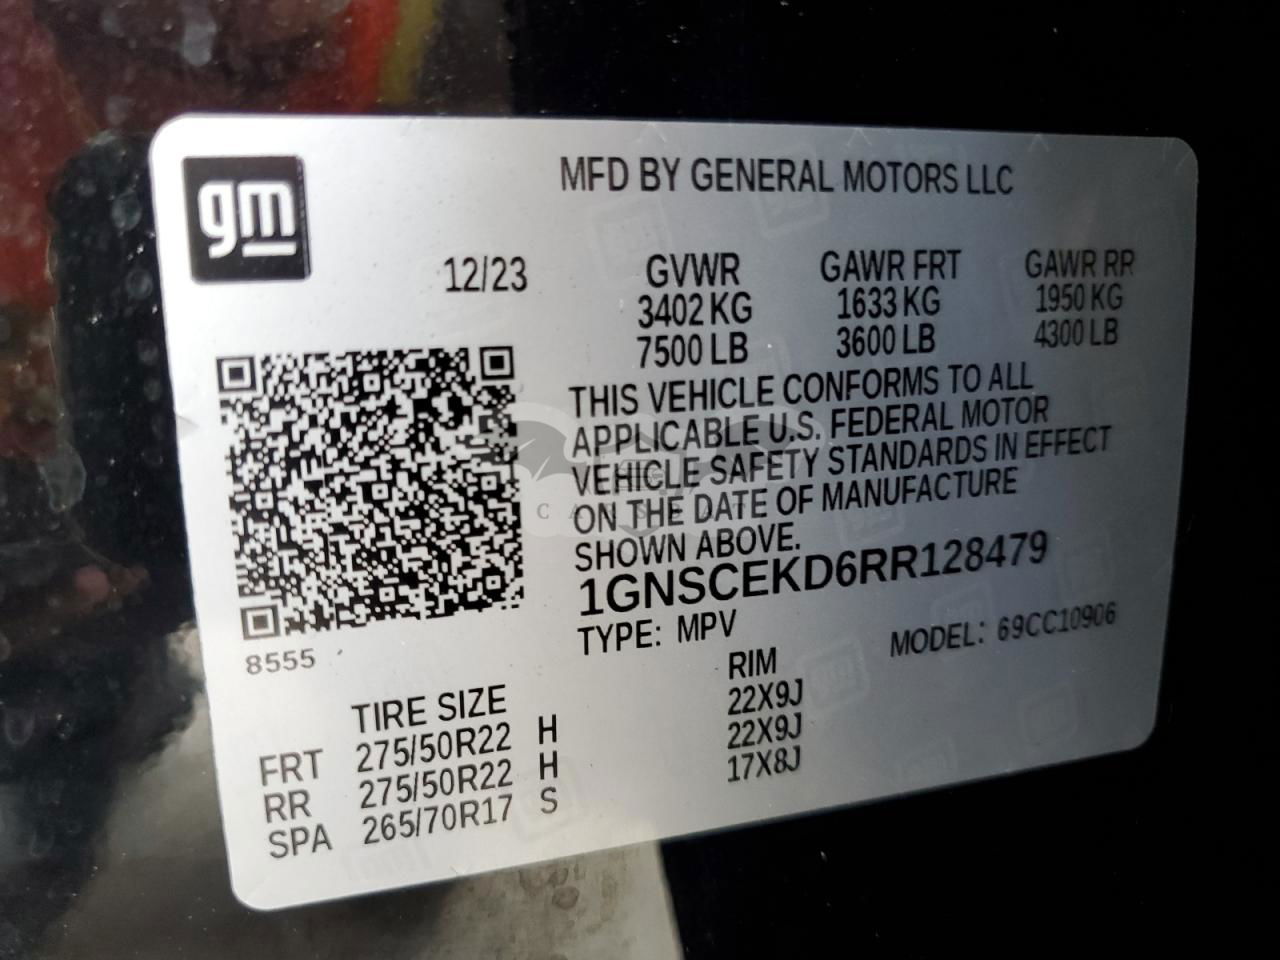 gm
MFD BY GENERAL MOTORS LLC
12/23 GVWR GAWR FRT GAWR RR
3402 KG 1633 KG 1950 KG
7500 LB 3600 LB 4300 LB
THIS VEHICLE CONFORMS TO ALL
APPLICABLE U.S. FEDERAL MOTOR
VEHICLE SAFETY STANDARDS IN EFFECT
ON THE DATE OF MANUFACTURE
SHOWN ABOVE.
1GNSCEKD6RR128479
TYPE: MPV MODEL: 69CC10906
8555
TIRE SIZE RIM
FRT 275/50R22 H 22X9J
RR 275/50R22 H 22X9J
SPA 265/70R17 S 17X8J